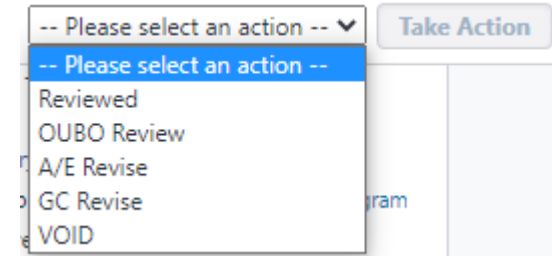 -- Please select an action -- Take Action
-- Please select an action --
Reviewed
OUBO Review
A/E Revise
GC Revise
gram
VOID